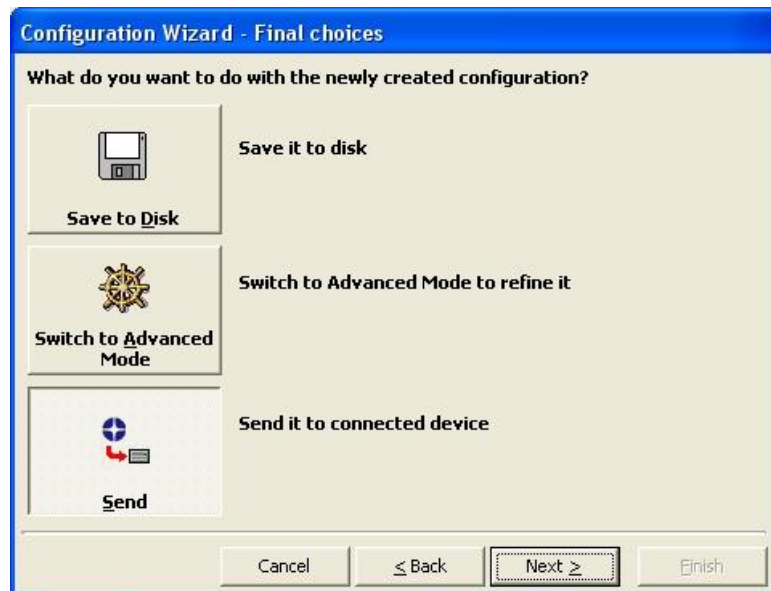 Configuration Wizard - Final choices
What do you want to do with the newly created configuration?
Save to Disk
Save it to disk
Switch to Advanced
Mode
Switch to Advanced Mode to refine it
Send
Send it to connected device
Cancel
< Back
Next >
Finish